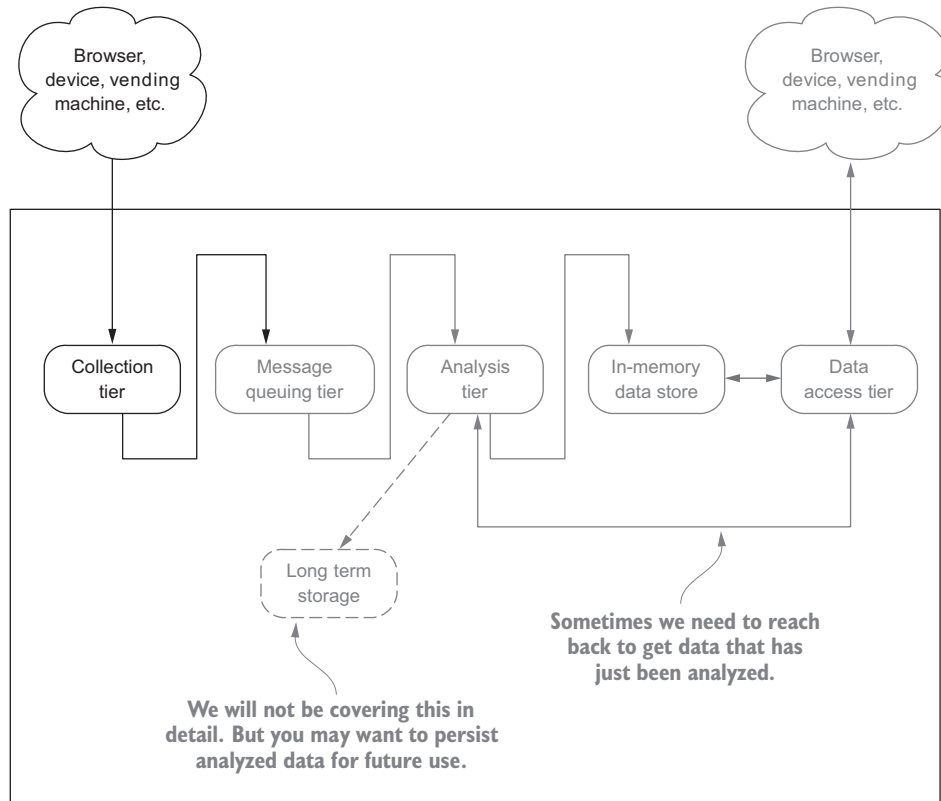 Browser,
device, vending
machine, etc.
Browser,
device, vending
machine, etc.
Collection
tier
Message
queuing tier
Analysis
tier
In-memory
data store
Data
access tier
Long term
storage
Sometimes we need to reach
back to get data that has
just been analyzed.
We will not be covering this in
detail. But you may want to persist
analyzed data for future use.